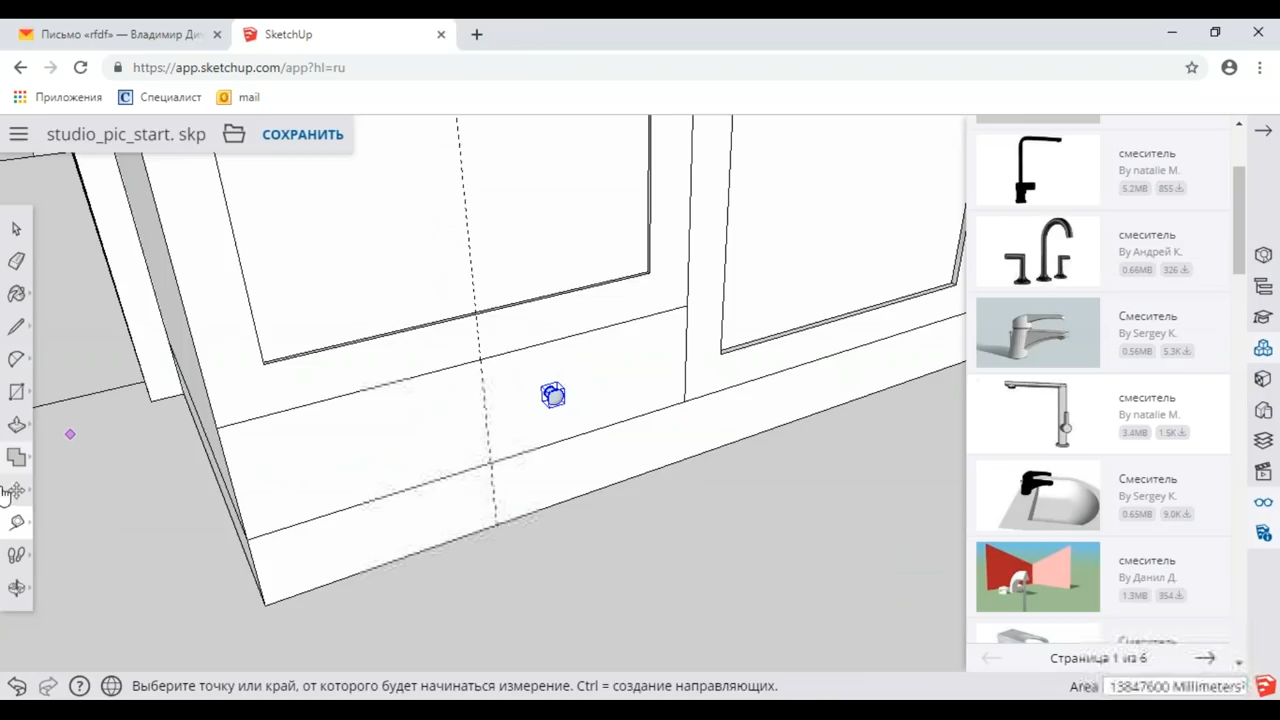 Письмо «rfdf» — Владимир Ди
SketchUp
https://app.sketchup.com/app?hl=ru
Приложения
Специалист
mail
studio_pic_start. skp
СОХРАНИТЬ
смеситель
By natalie M.
5.2MB 855
смеситель
By Андрей К.
0.66MB 326
Смеситель
By Sergey K.
0.56MB 5.3K
смеситель
By natalie M.
3.4MB 1.5K
Смеситель
By Sergey K.
0.65MB 9.0K
смеситель
By Данил Д.
1.3MB 354
Страница 1 из 6
Выберите точку или край, от которого будет начинаться измерение. Ctrl = создание направляющих.
Area 13847600 Millimeters²